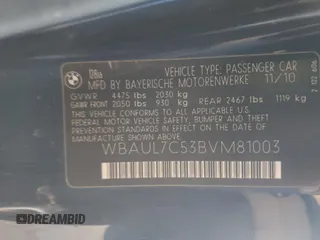 BMW
VEHICLE TYPE: PASSENGER CAR
MFD BY BAYERISCHE MOTORENWERKE 11/10
GVWR 4475 lbs 2030 kg
GAWR FRONT 2050 lbs 930 kg REAR 2467 lbs 1119 kg
THIS VEHICLE CONFORMS TO ALL APPLICABLE
FEDERAL MOTOR VEHICLE SAFETY, BUMPER,
AND THEFT PREVENTION STANDARDS IN
EFFECT ON THE DATE OF
MANUFACTURE SHOWN ABOVE
WBAUL7C53BVM81003
DREAMBID